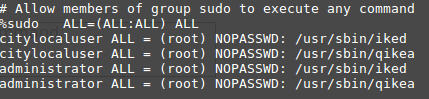 # Allow members of group sudo to execute any command
%sudo   ALL=(ALL:ALL) ALL
citylocaluser ALL = (root) NOPASSWD: /usr/sbin/iked
citylocaluser ALL = (root) NOPASSWD: /usr/sbin/qikea
administrator ALL = (root) NOPASSWD: /usr/sbin/iked
administrator ALL = (root) NOPASSWD: /usr/sbin/qikea